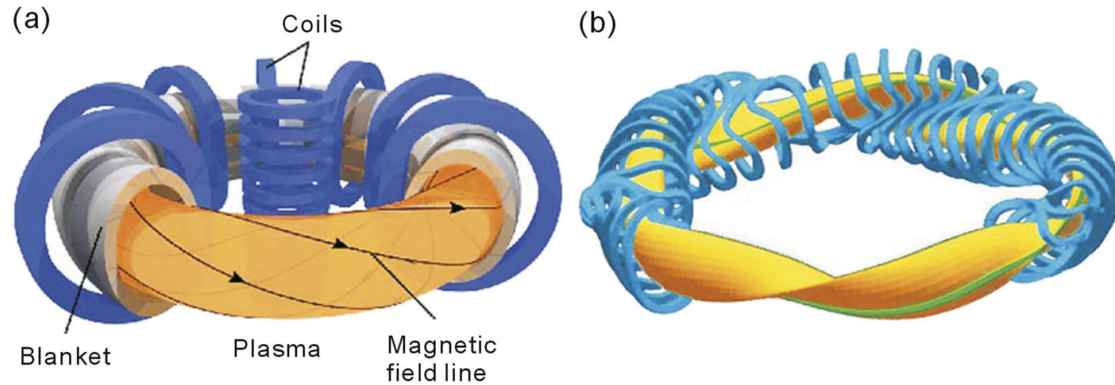 (a)
Coils
(b)
Blanket
Plasma
Magnetic
field line